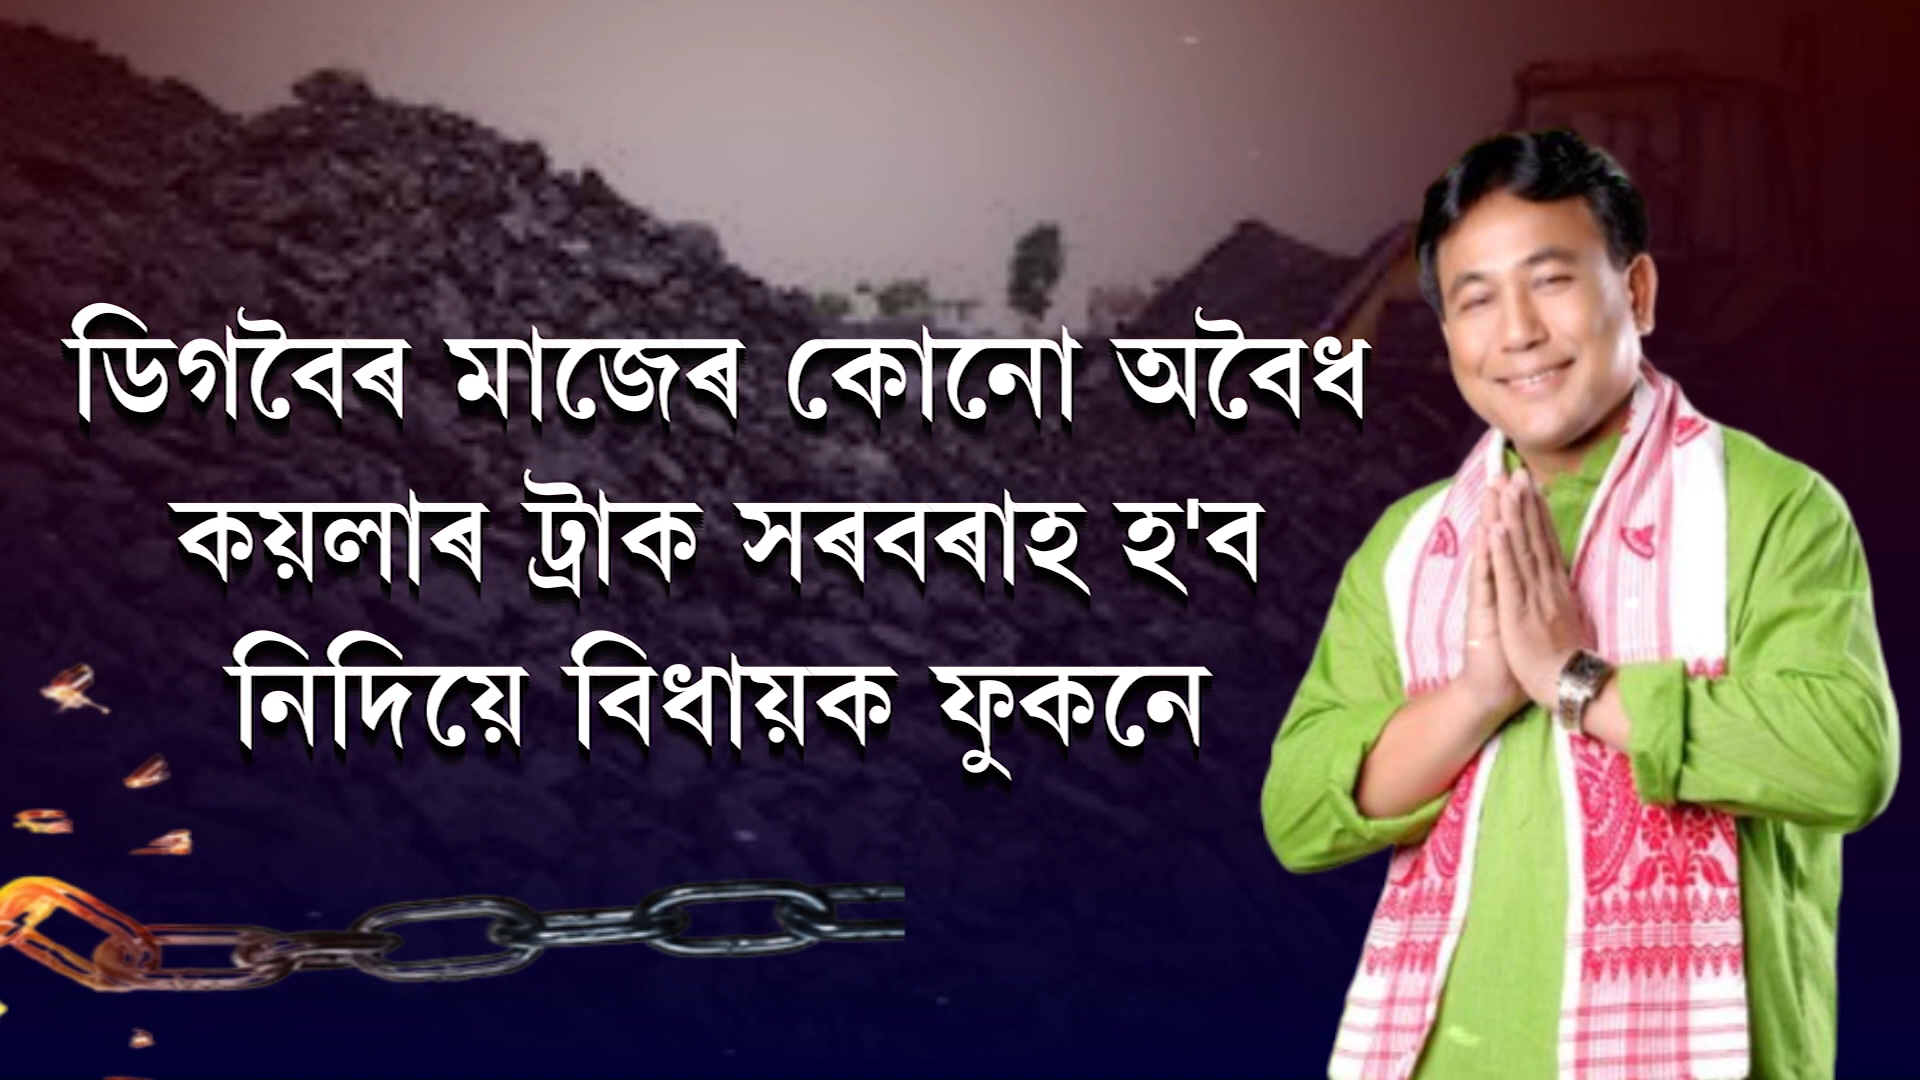 ডিগবৈৰ মাজেৰ কোনো অবৈধ
কয়লাৰ ট্ৰাক সৰবৰাহ হ'ব
নিদিয়ে বিধায়ক ফুকনে